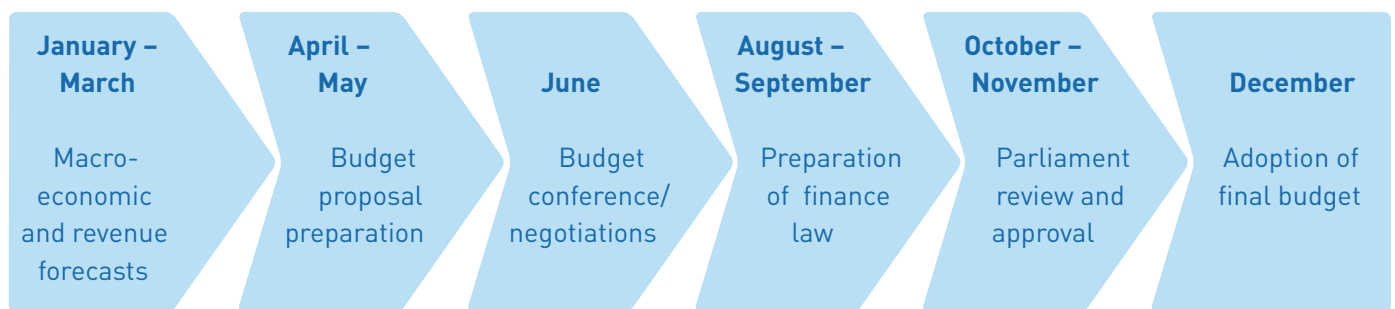 January –
March
Macro-
economic
and revenue
forecasts
April –
May
Budget
proposal
preparation
June
Budget
conference/
negotiations
August –
September
Preparation
of finance
law
October –
November
Parliament
review and
approval
December
Adoption of
final budget